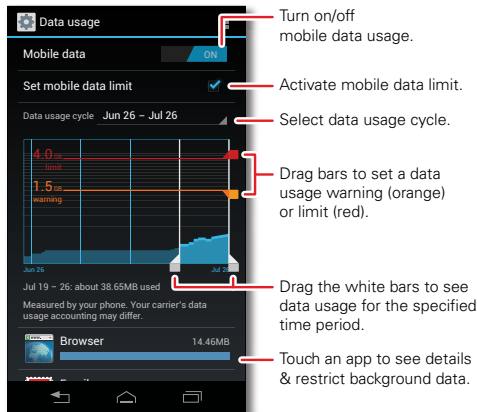 Data usage
Mobile data
ON
Set mobile data limit
Data usage cycle Jun 26 – Jul 26
4.0 GB
limit
1.5 GB
warning
Jun 26
Jul 26
Jul 19 – 26: about 38.65MB used
Measured by your phone. Your carrier's data
usage accounting may differ.
Browser
14.46MB
Turn on/off
mobile data usage.
Activate mobile data limit.
Select data usage cycle.
Drag bars to set a data
usage warning (orange)
or limit (red).
Drag the white bars to see
data usage for the specified
time period.
Touch an app to see details
& restrict background data.